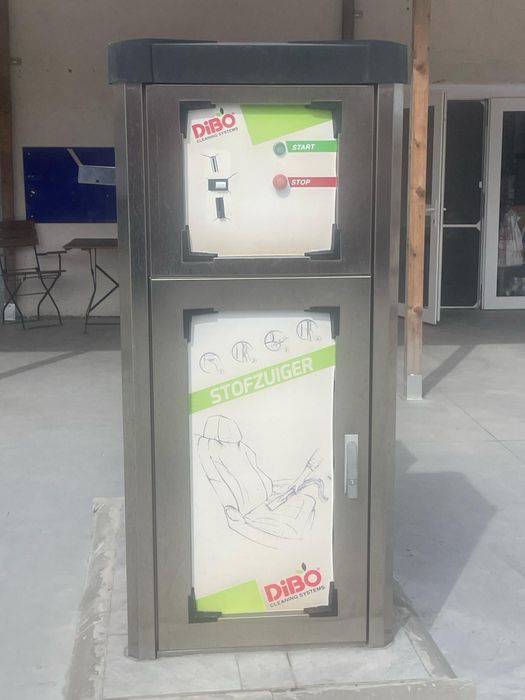 DiBO
CLEANING SYSTEMS
START
STOP
STOFZUIGER
DiBO
CLEANING SYSTEMS